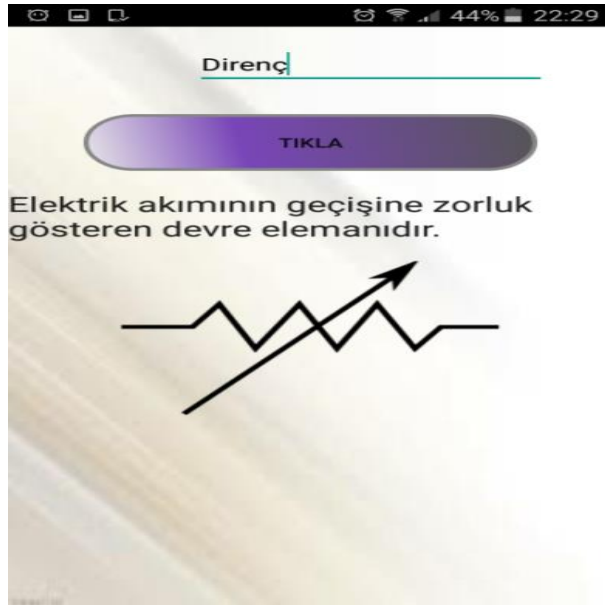 44% 22:29
Direnç
TIKLA
Elektrik akımının geçişine zorluk
gösteren devre elemanıdır.